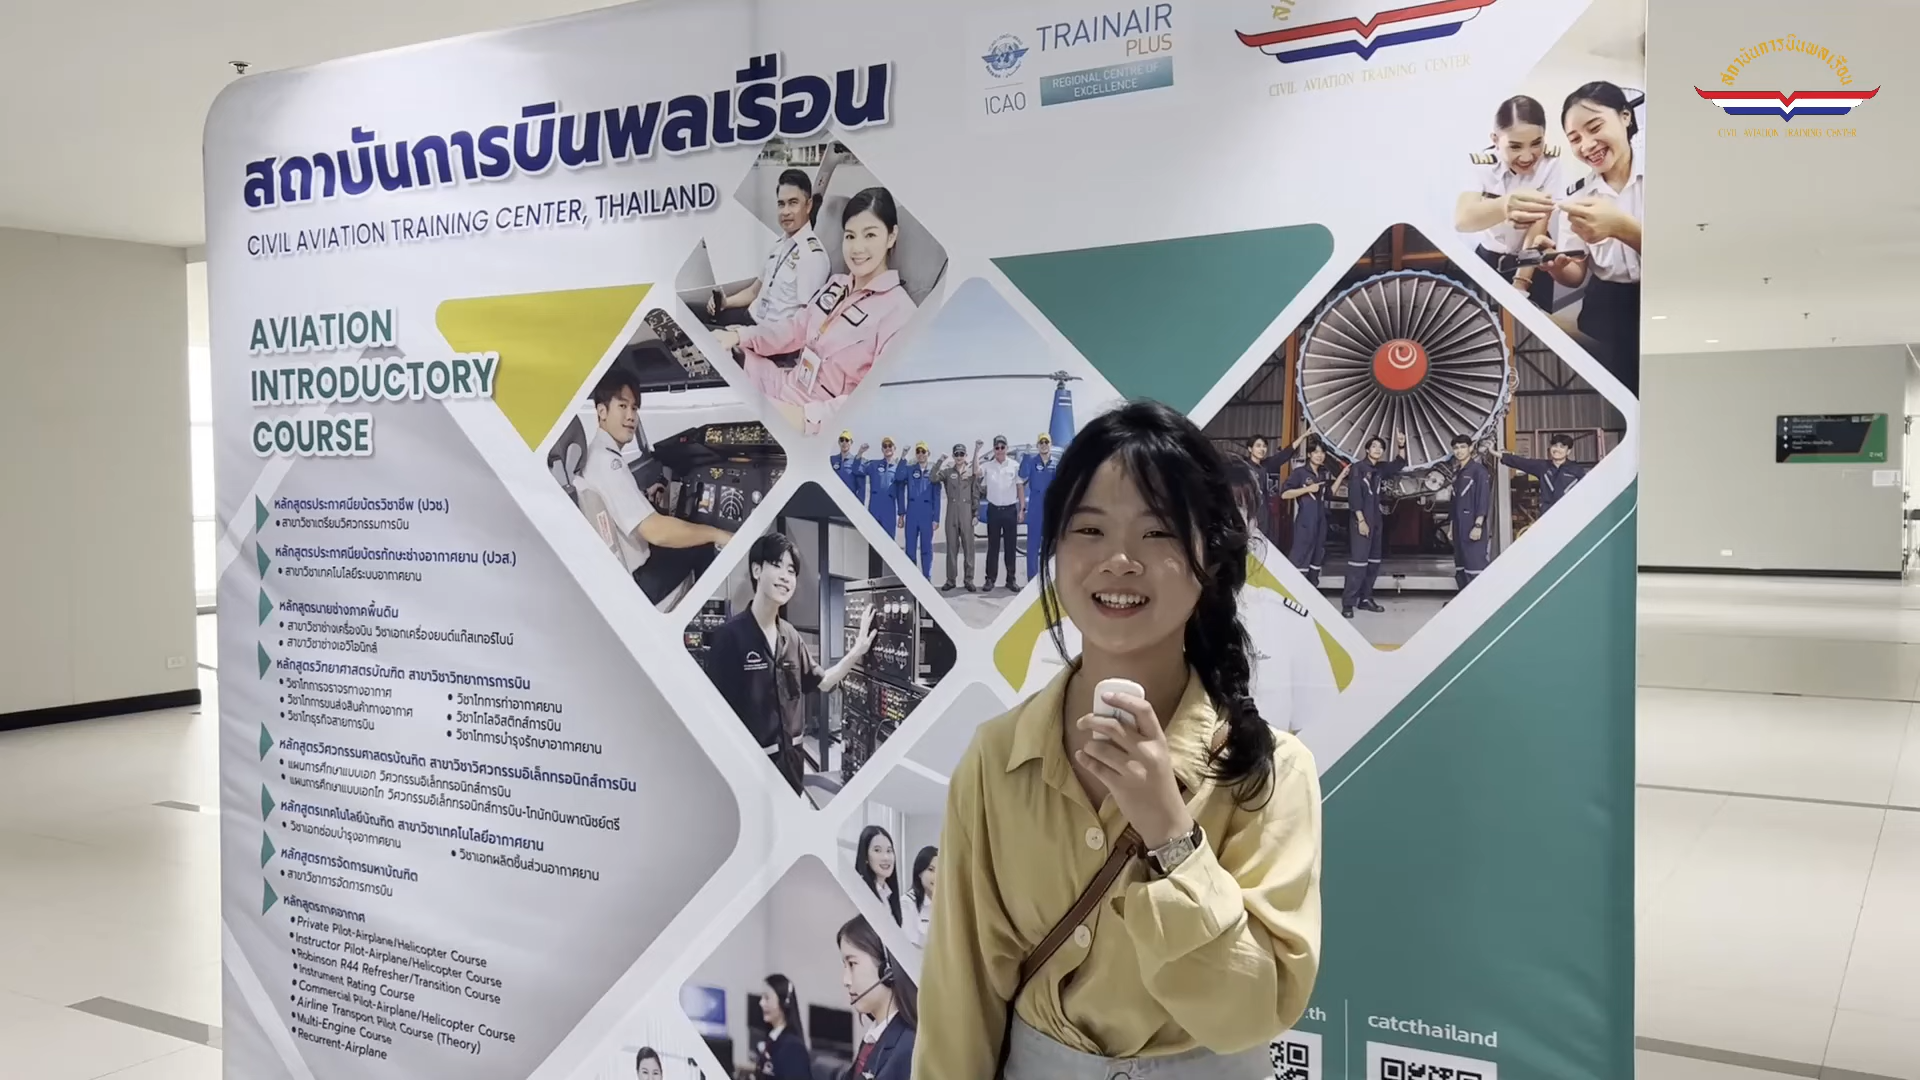 สถาบันการบินพลเรือน
CIVIL AVIATION TRAINING CENTER, THAILAND
ICAO
TRAINAIR
PLUS
REGIONAL CENTRE OF
EXCELLENCE
CIVIL AVIATION TRAINING CENTER
สถาบันการบินพลเรือน
CIVIL AVIATION TRAINING CENTER
AVIATION
INTRODUCTORY
COURSE
หลักสูตรประกาศนียบัตรวิชาชีพ (ปวช.)
• สาขาวิชาเตรียมวิศวกรรมการบิน
หลักสูตรประกาศนียบัตรทักษะช่างอากาศยาน (ปวส.)
• สาขาวิชาเทคโนโลยีระบบอากาศยาน
หลักสูตรนายช่างภาคพื้นดิน
• สาขาวิชาช่างเครื่องบิน วิชาเอกเครื่องยนต์แก๊สเทอร์ไบน์
• สาขาวิชาช่างเอวิโอนิกส์
หลักสูตรวิทยาศาสตรบัณฑิต สาขาวิชาวิทยาการการบิน
• วิชาโทการจราจรทางอากาศ
• วิชาโทการขนส่งสินค้าทางอากาศ
• วิชาโทธุรกิจสายการบิน
• วิชาโทการท่าอากาศยาน
• วิชาโทโลจิสติกส์การบิน
• วิชาโทการบำรุงรักษาอากาศยาน
หลักสูตรวิศวกรรมศาสตรบัณฑิต สาขาวิชาวิศวกรรมอิเล็กทรอนิกส์การบิน
• แผนการศึกษาแบบเอก วิศวกรรมอิเล็กทรอนิกส์การบิน
• แผนการศึกษาแบบเอกโท วิศวกรรมอิเล็กทรอนิกส์การบิน-โทนักบินพาณิชย์ตรี
หลักสูตรเทคโนโลยีบัณฑิต สาขาวิชาเทคโนโลยีอากาศยาน
• วิชาเอกซ่อมบำรุงอากาศยาน
• วิชาเอกผลิตชิ้นส่วนอากาศยาน
หลักสูตรการจัดการมหาบัณฑิต
• สาขาวิชาการจัดการการบิน
หลักสูตรภาคอากาศ
• Private Pilot-Airplane/Helicopter Course
• Instructor Pilot-Airplane/Helicopter Course
• Robinson R44 Refresher/Transition Course
• Instrument Rating Course
• Commercial Pilot-Airplane/Helicopter Course
• Airline Transport Pilot Course (Theory)
• Multi-Engine Course
• Recurrent-Airplane
.th
catcthailand